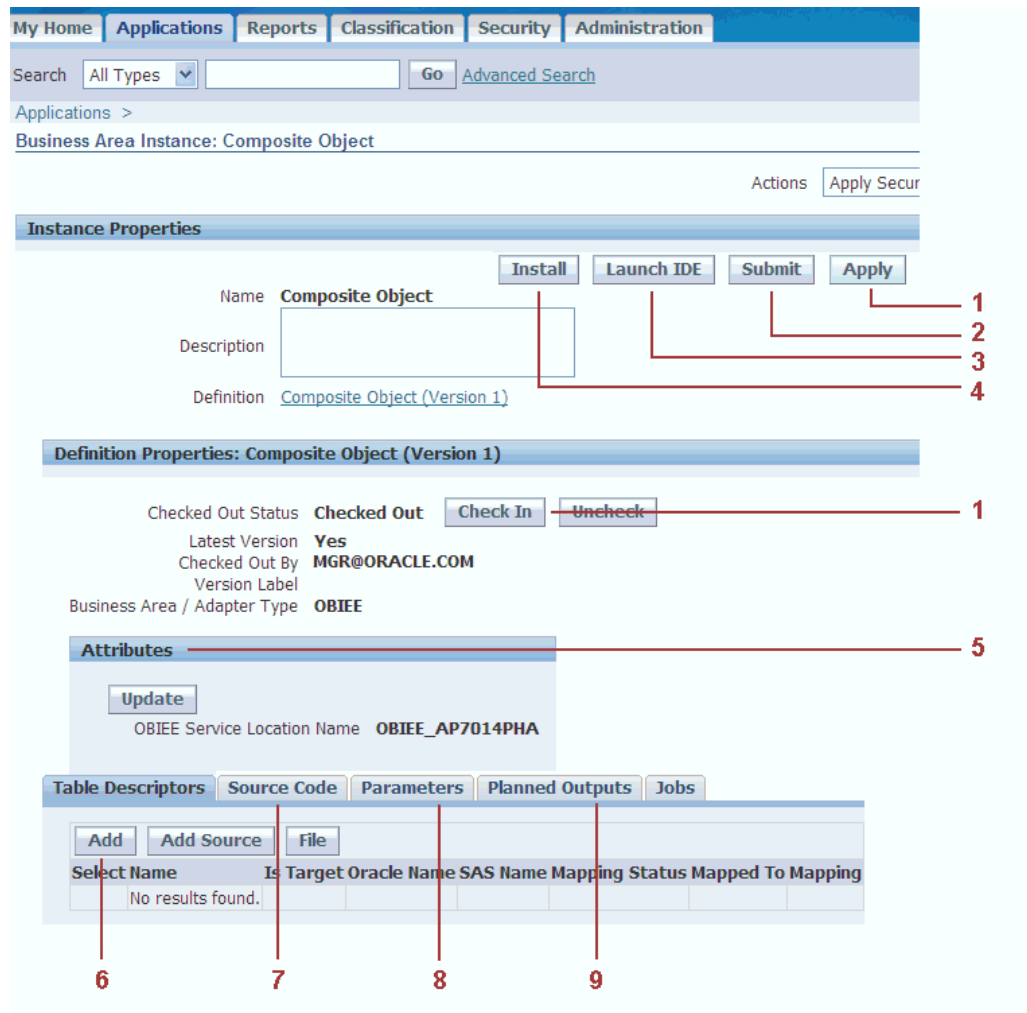 My Home Applications Reports Classification Security Administration
Search All Types Go Advanced Search
Applications >
Business Area Instance: Composite Object
Actions Apply Secur
Instance Properties
Install Launch IDE Submit Apply
1
Name Composite Object
2
Description
3
4
Definition Composite Object (Version 1)
Definition Properties: Composite Object (Version 1)
Checked Out Status Checked Out Check In Uncheck 1
Latest Version Yes
Checked Out By MGR@ORACLE.COM
Version Label
Business Area / Adapter Type OBIEE
Attributes 5
Update
OBIEE Service Location Name OBIEE_AP7014PHA
Table Descriptors Source Code Parameters Planned Outputs Jobs
Add Add Source File
Select Name Is Target Oracle Name SAS Name Mapping Status Mapped To Mapping
No results found.
6 7 8 9